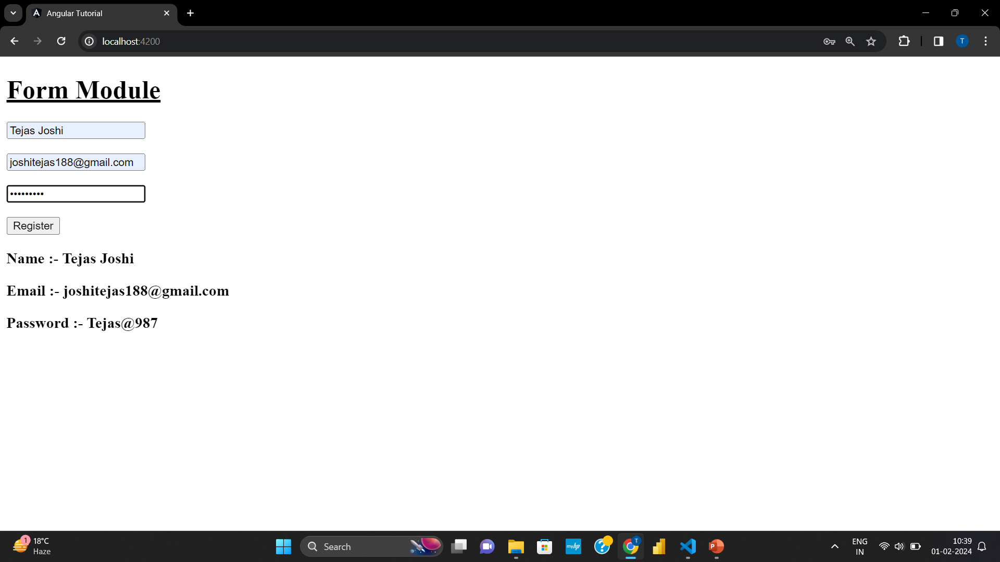 Angular Tutorial
localhost:4200
T
Form Module
Tejas Joshi
joshitejas188@gmail.com
•••••••••
Register
Name :- Tejas Joshi
Email :- joshitejas188@gmail.com
Password :- Tejas@987
1
18°C
Haze
Search
myhp
T
P
ENG
IN
10:39
01-02-2024